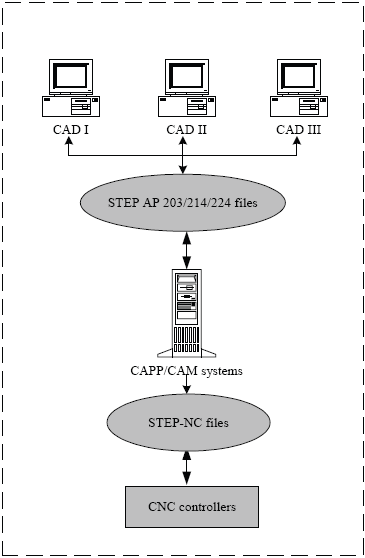 CAD I CAD II CAD III
STEP AP 203/214/224 files
CAPP/CAM systems
STEP-NC files
CNC controllers